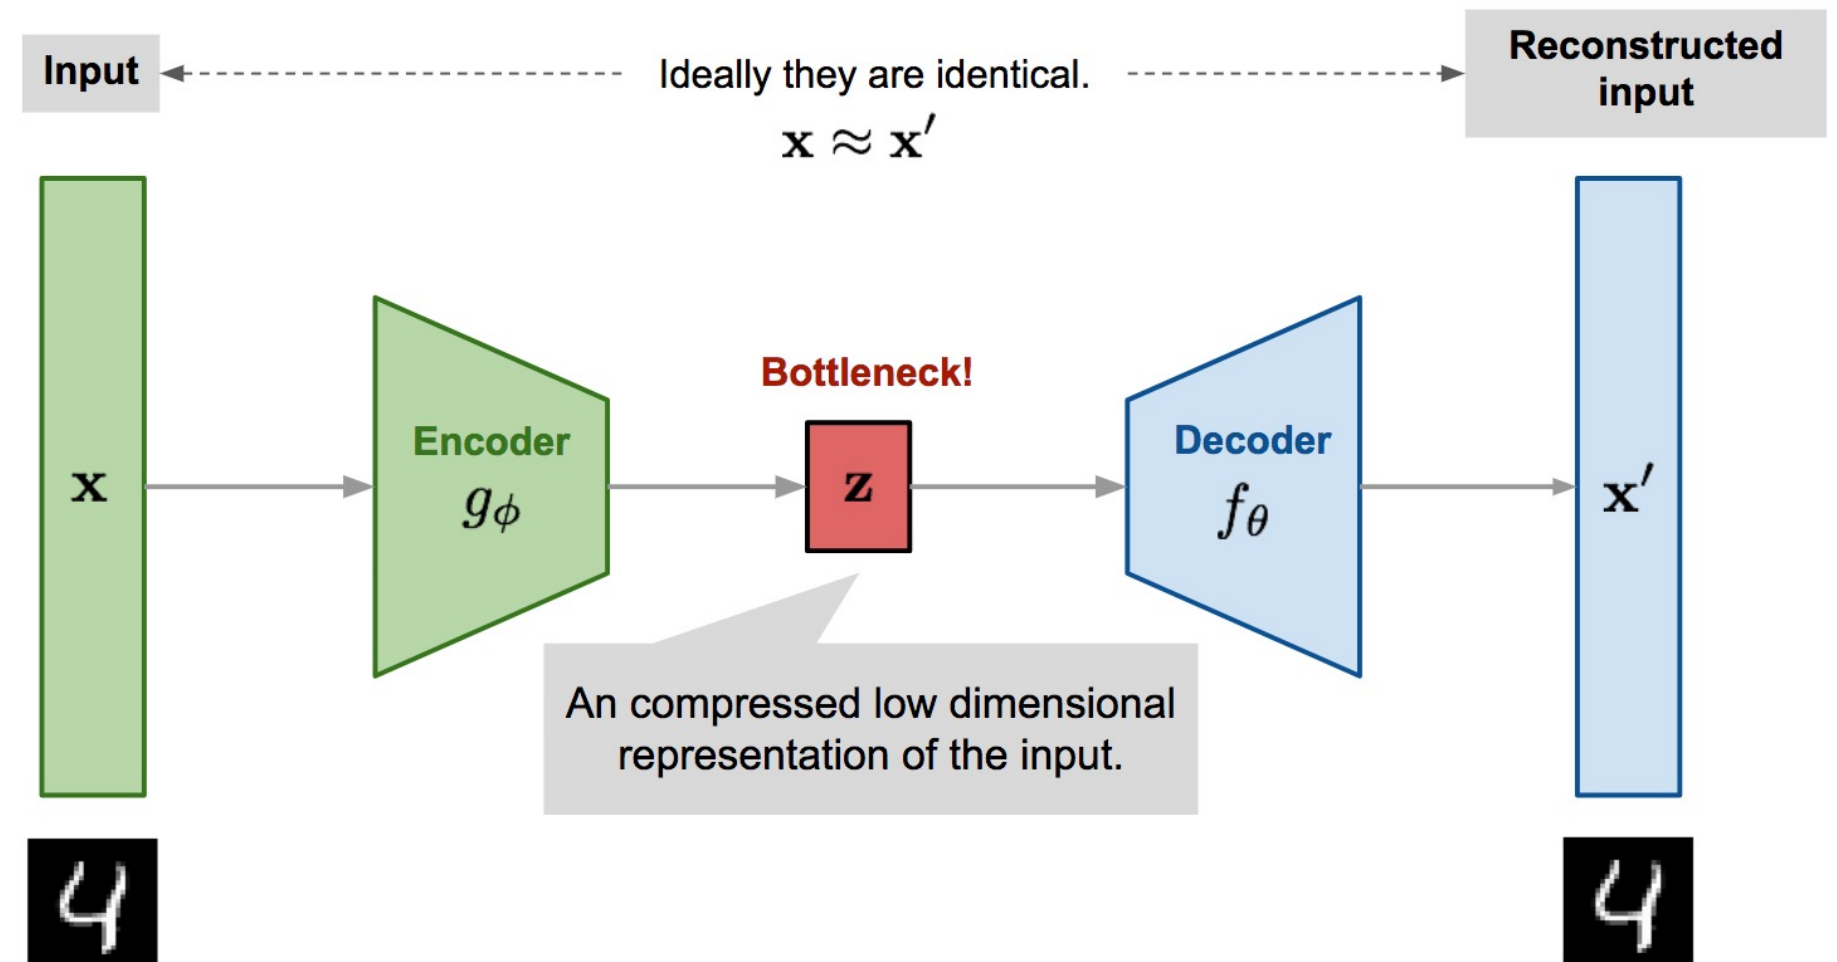 Input
Ideally they are identical.
x ≈ x′
Reconstructed
input
Bottleneck!
x
Encoder
gϕ
z
Decoder
fθ
x′
An compressed low dimensional
representation of the input.
4
4